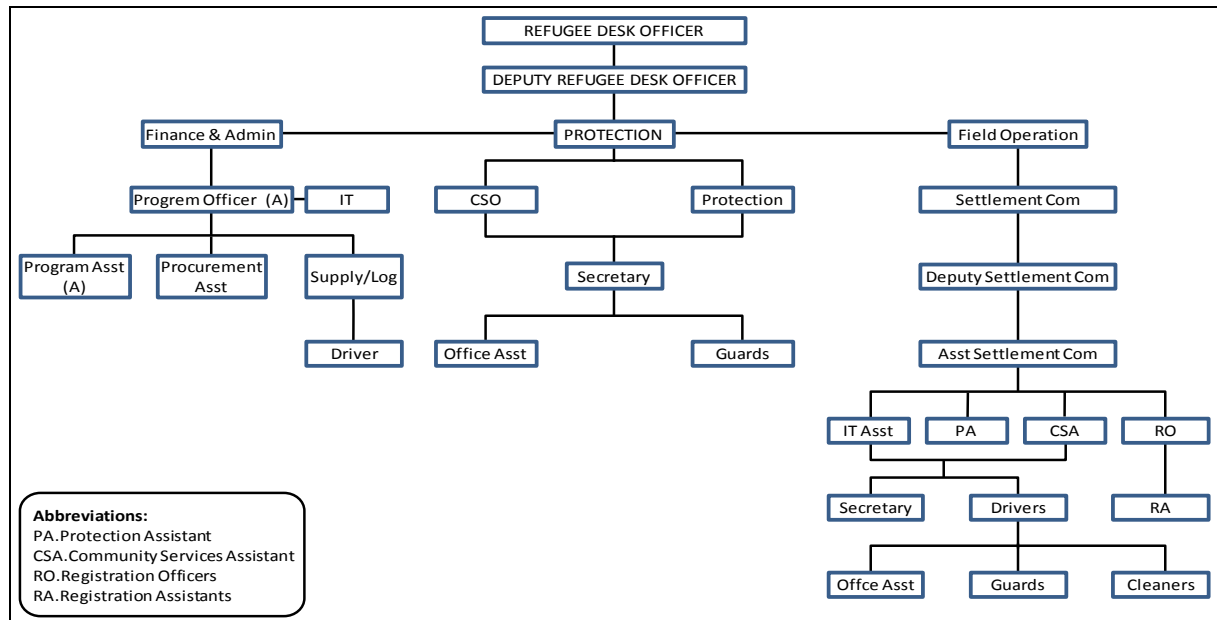 REFUGEE DESK OFFICER
DEPUTY REFUGEE DESK OFFICER
Finance & Admin
PROTECTION
Field Operation
Progrem Officer (A)
IT
CSO
Protection
Settlement Com
Program Asst
(A)
Procurement
Asst
Supply/Log
Secretary
Deputy Settlement Com
Driver
Office Asst
Guards
Asst Settlement Com
IT Asst
PA
CSA
RO
Secretary
Drivers
RA
Offce Asst
Guards
Cleaners
Abbreviations:
PA.Protection Assistant
CSA.Community Services Assistant
RO.Registration Officers
RA.Registration Assistants